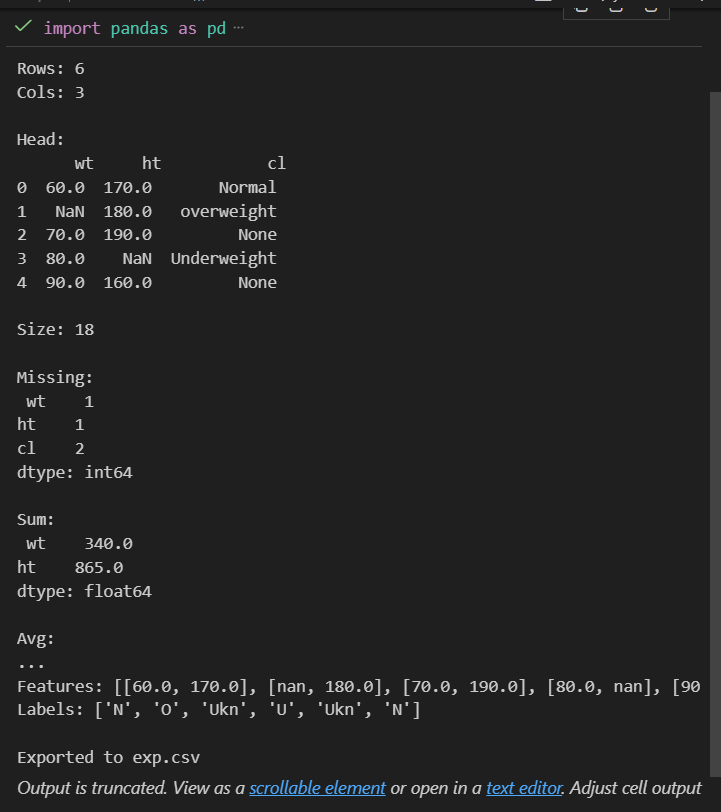 import pandas as pd ...
Rows: 6
Cols: 3
Head:
wt ht cl
0 60.0 170.0 Normal
1 NaN 180.0 overweight
2 70.0 190.0 None
3 80.0 NaN Underweight
4 90.0 160.0 None
Size: 18
Missing:
wt 1
ht 1
cl 2
dtype: int64
Sum:
wt 340.0
ht 865.0
dtype: float64
Avg:
...
Features: [[60.0, 170.0], [nan, 180.0], [70.0, 190.0], [80.0, nan], [90
Labels: ['N', 'O', 'Ukn', 'U', 'Ukn', 'N']
Exported to exp.csv
Output is truncated. View as a scrollable element or open in a text editor. Adjust cell output